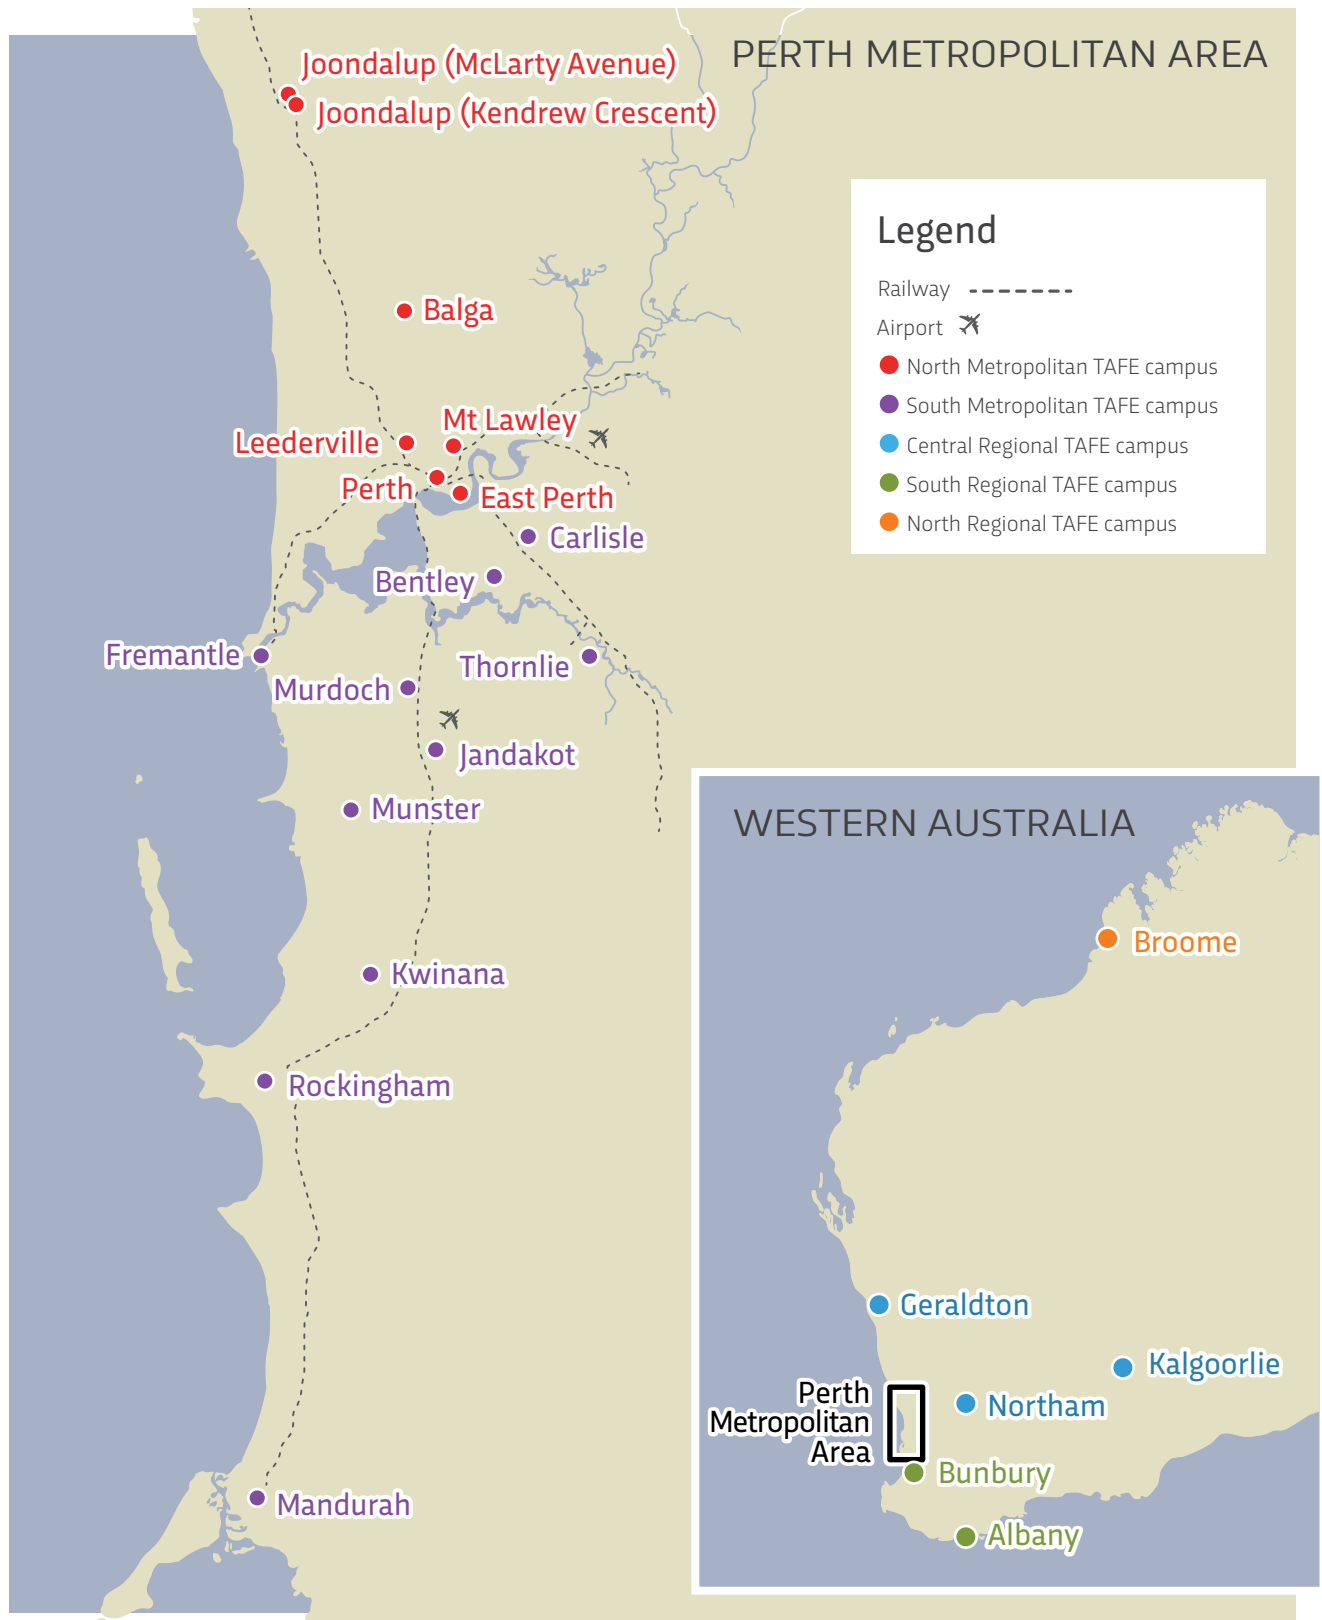 PERTH METROPOLITAN AREA
Joondalup (McLarty Avenue)
Joondalup (Kendrew Crescent)
Legend
Railway
Airport
North Metropolitan TAFE campus
South Metropolitan TAFE campus
Central Regional TAFE campus
South Regional TAFE campus
North Regional TAFE campus
Balga
Mt Lawley
Leederville
Perth
East Perth
Carlisle
Bentley
Fremantle
Thornlie
Murdoch
Jandakot
Munster
Kwinana
Rockingham
Mandurah
WESTERN AUSTRALIA
Broome
Geraldton
Kalgoorlie
Perth
Metropolitan
Area
Northam
Bunbury
Albany